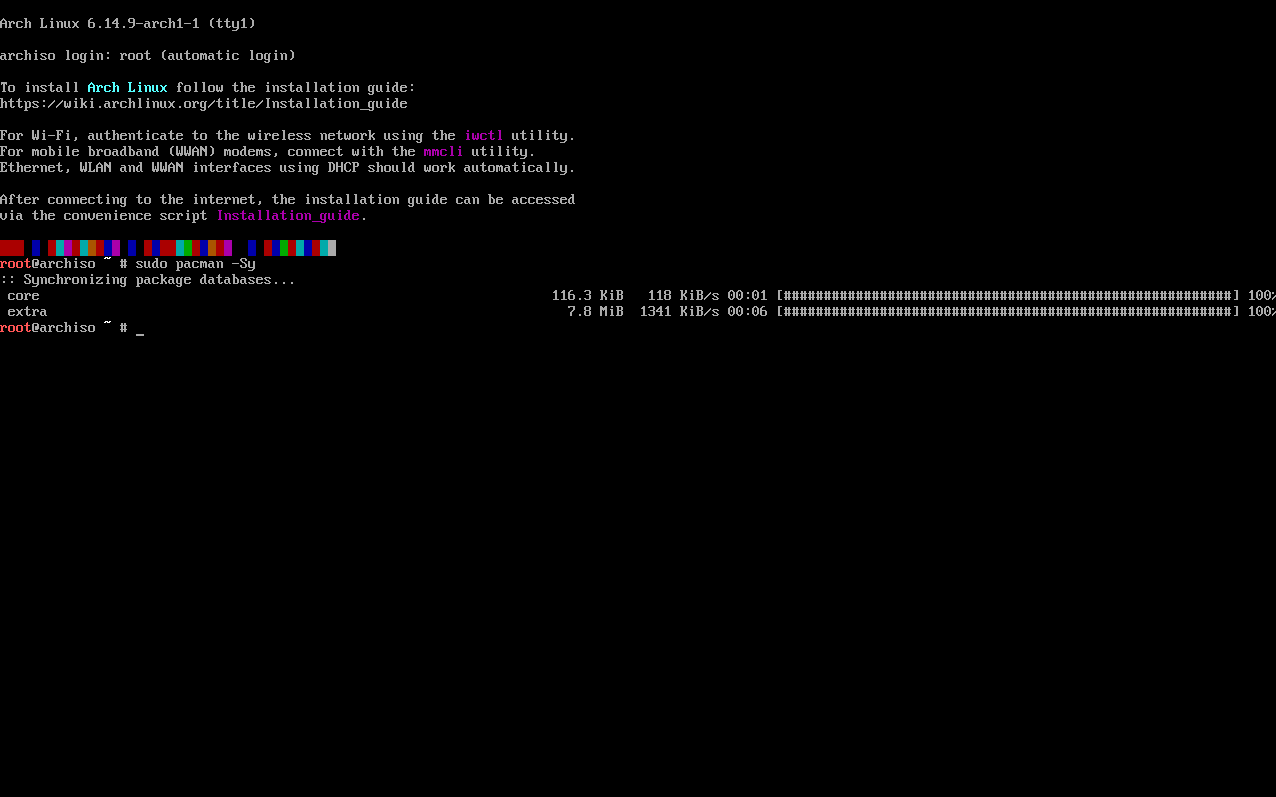 Arch Linux 6.14.9-arch1-1 (tty1)
archiso login: root (automatic login)
To install Arch Linux follow the installation guide:
https://wiki.archlinux.org/title/Installation_guide
For Wi-Fi, authenticate to the wireless network using the iwctl utility.
For mobile broadband (WWAN) modems, connect with the mmcli utility.
Ethernet, WLAN and WWAN interfaces using DHCP should work automatically.
After connecting to the internet, the installation guide can be accessed
via the convenience script Installation_guide.
root@archiso ~ # sudo pacman -Sy
:: Synchronizing package databases...
core 116.3 KiB 118 KiB/s 00:01 [########################################################] 100%
extra 7.8 MiB 1341 KiB/s 00:06 [########################################################] 100%
root@archiso ~ # _